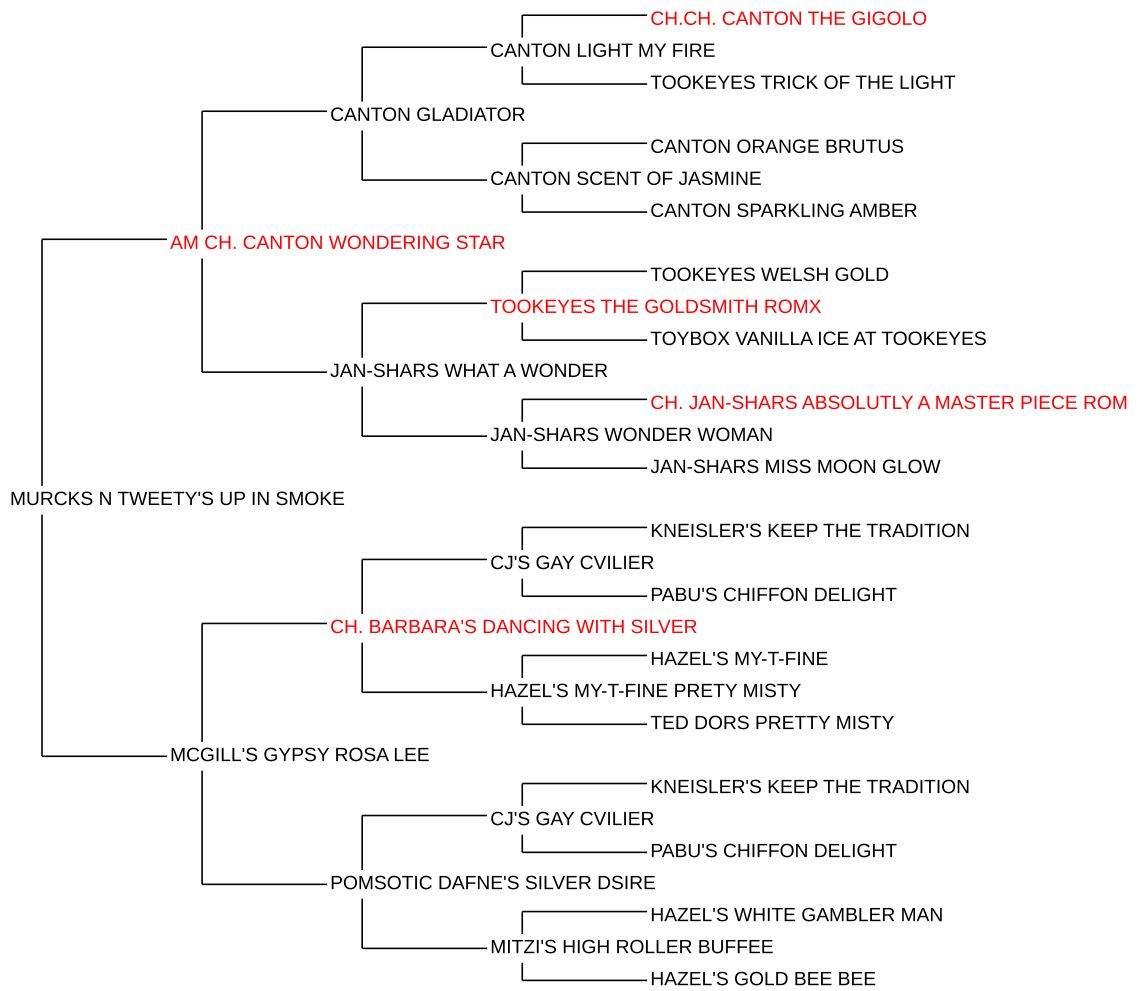 CH.CH. CANTON THE GIGOLO
CANTON LIGHT MY FIRE
TOOKEYES TRICK OF THE LIGHT
CANTON GLADIATOR
CANTON ORANGE BRUTUS
CANTON SCENT OF JASMINE
CANTON SPARKLING AMBER
AM CH. CANTON WONDERING STAR
TOOKEYES WELSH GOLD
TOOKEYES THE GOLDSMITH ROMX
TOYBOX VANILLA ICE AT TOOKEYES
JAN-SHARS WHAT A WONDER
CH. JAN-SHARS ABSOLUTLY A MASTER PIECE ROM
JAN-SHARS WONDER WOMAN
JAN-SHARS MISS MOON GLOW
MURCKS N TWEETY'S UP IN SMOKE
KNEISLER'S KEEP THE TRADITION
CJ'S GAY CVILIER
PABU'S CHIFFON DELIGHT
CH. BARBARA'S DANCING WITH SILVER
HAZEL'S MY-T-FINE
HAZEL'S MY-T-FINE PRETY MISTY
TED DORS PRETTY MISTY
MCGILL'S GYPSY ROSA LEE
KNEISLER'S KEEP THE TRADITION
CJ'S GAY CVILIER
PABU'S CHIFFON DELIGHT
POMSOTIC DAFNE'S SILVER DSIRE
HAZEL'S WHITE GAMBLER MAN
MITZI'S HIGH ROLLER BUFFEE
HAZEL'S GOLD BEE BEE